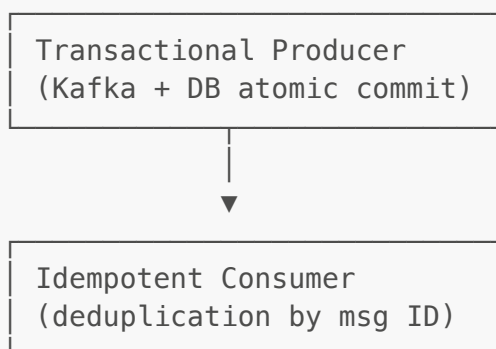 Transactional Producer
(Kafka + DB atomic commit)
Idempotent Consumer
(deduplication by msg ID)